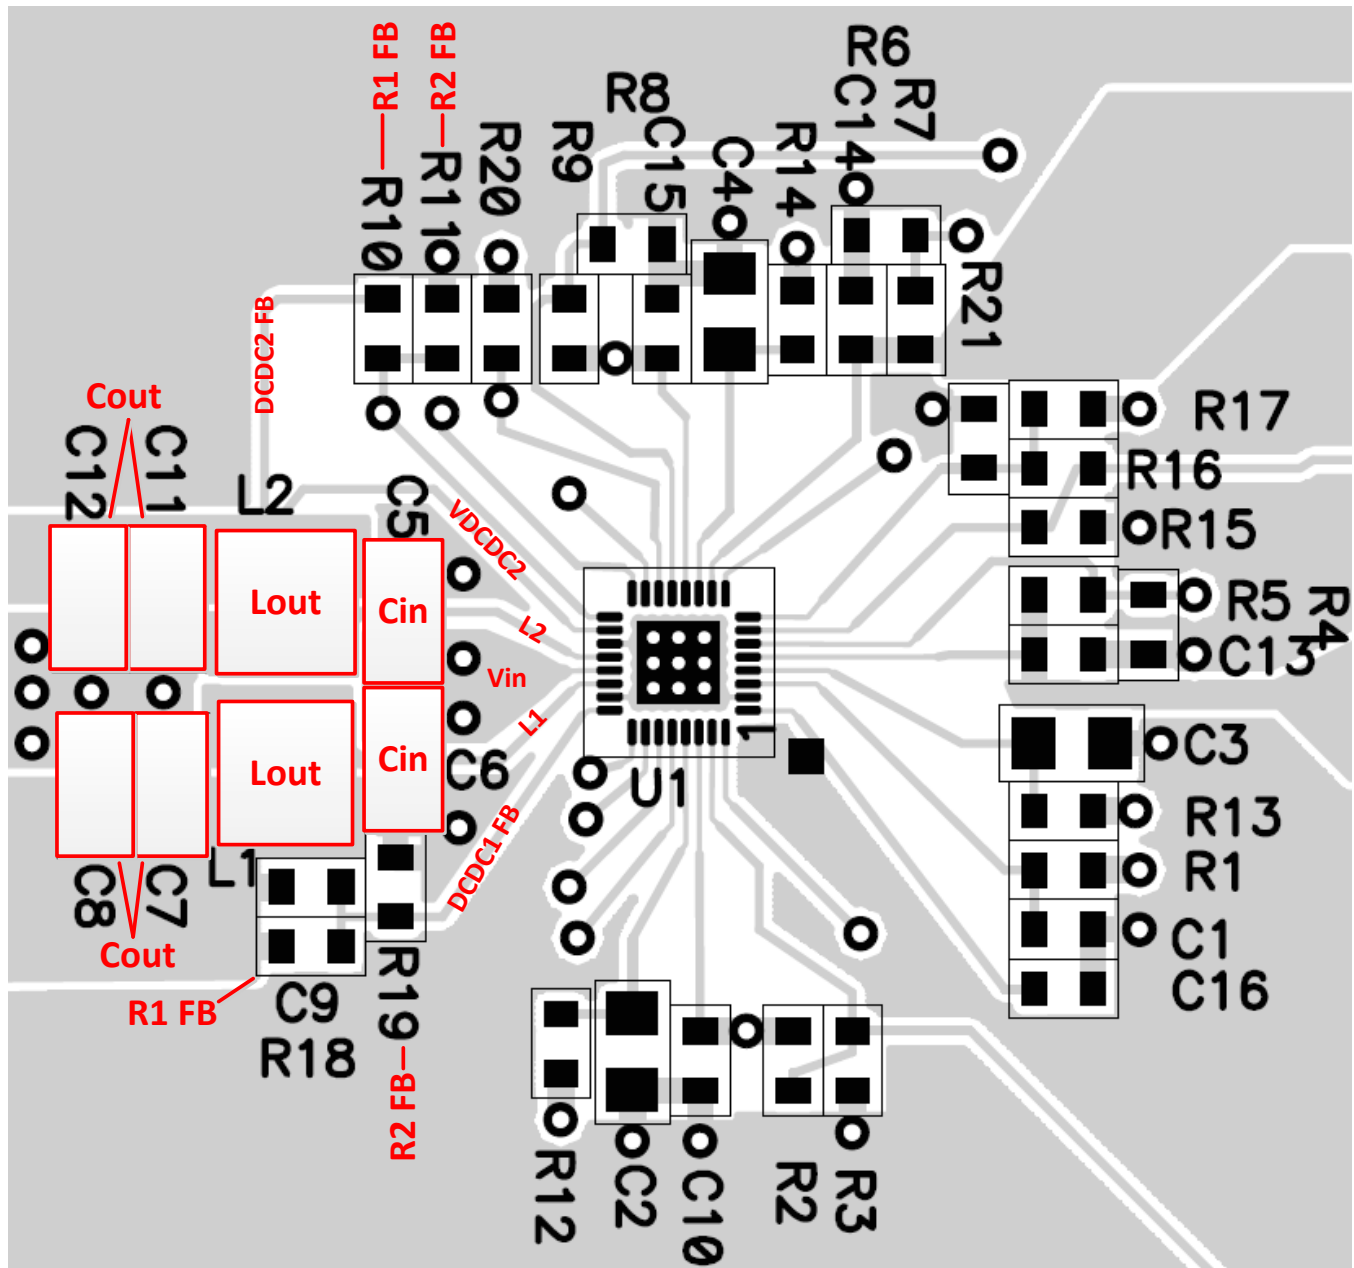 R1 FB
R2 FB
R10
R11
R20
R9
R8
C15
C4
R14
R6
C14
R7
R21
DCDC2 FB
Cout
C12
C11
L2
C5
VDCDC2
Lout
Cin
L2
Vin
L1
Lout
Cin
C6
DCDC1 FB
U1
1
R17
R16
R15
R5
R4
C13
C3
R13
R1
C1
C16
L1
C8
C7
Cout
R1 FB
C9
R18
R19
R2 FB
R12
C2
C10
R2
R3